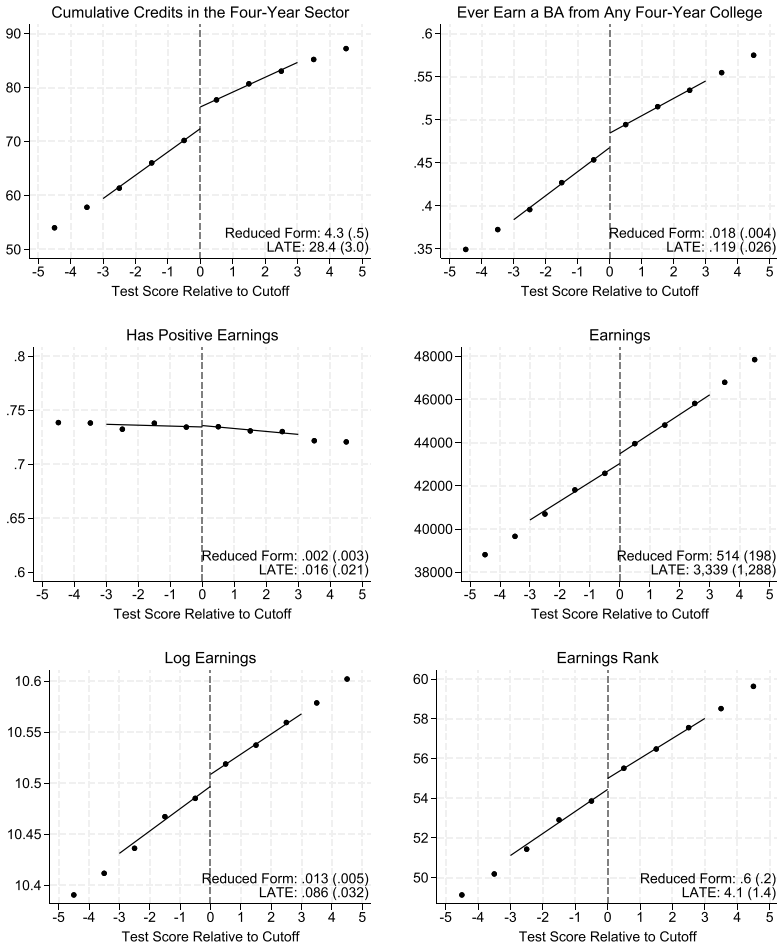 Cumulative Credits in the Four-Year Sector
90
80
70
60
50
Reduced Form: 4.3 (.5)
LATE: 28.4 (3.0)
-5 -4 -3 -2 -1 0 1 2 3 4 5
Test Score Relative to Cutoff
Ever Earn a BA from Any Four-Year College
.6
.55
.5
.45
.4
.35
Reduced Form: .018 (.004)
LATE: .119 (.026)
-5 -4 -3 -2 -1 0 1 2 3 4 5
Test Score Relative to Cutoff
Has Positive Earnings
.8
.75
.7
.65
.6
Reduced Form: .002 (.003)
LATE: .016 (.021)
-5 -4 -3 -2 -1 0 1 2 3 4 5
Test Score Relative to Cutoff
Earnings
48000
46000
44000
42000
40000
38000
Reduced Form: 514 (198)
LATE: 3,339 (1,288)
-5 -4 -3 -2 -1 0 1 2 3 4 5
Test Score Relative to Cutoff
Log Earnings
10.6
10.55
10.5
10.45
10.4
Reduced Form: .013 (.005)
LATE: .086 (.032)
-5 -4 -3 -2 -1 0 1 2 3 4 5
Test Score Relative to Cutoff
Earnings Rank
60
58
56
54
52
50
Reduced Form: .6 (.2)
LATE: 4.1 (1.4)
-5 -4 -3 -2 -1 0 1 2 3 4 5
Test Score Relative to Cutoff